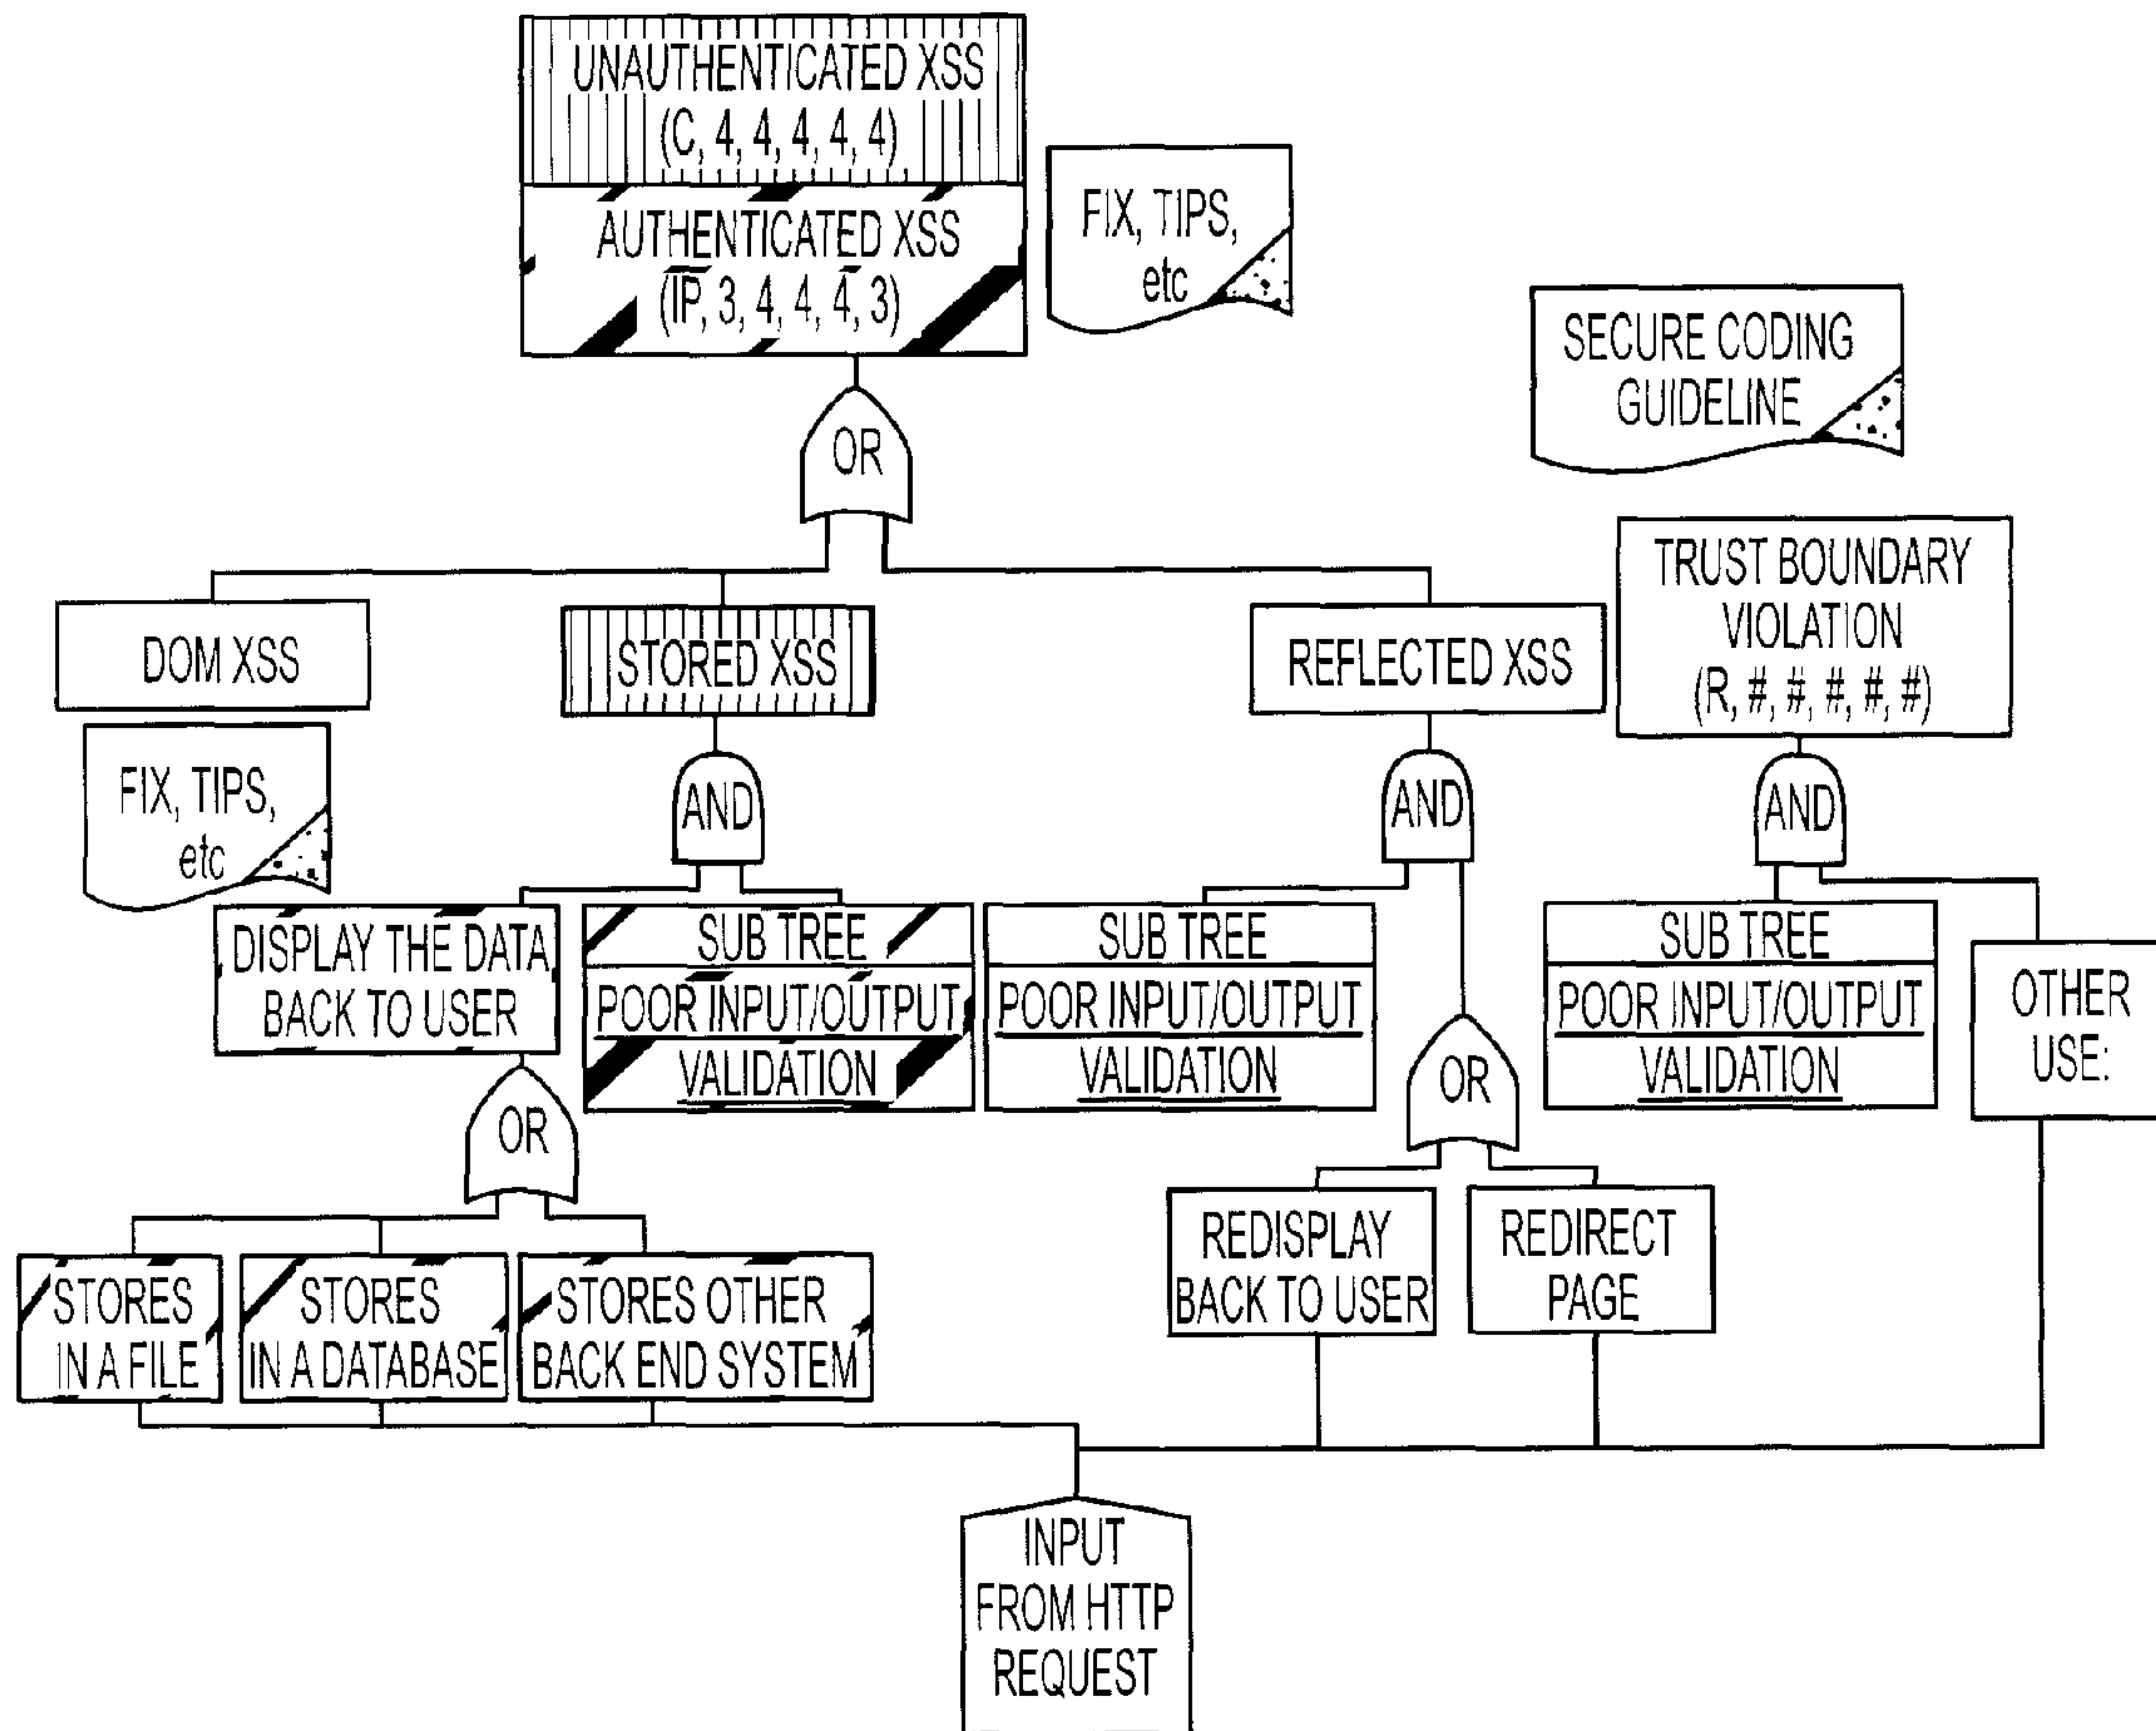 UNAUTHENTICATED XSS
(C, 4, 4, 4, 4, 4)
AUTHENTICATED XSS
(IP, 3, 4, 4, 4, 3)
FIX, TIPS,
etc
SECURE CODING
GUIDELINE
OR
DOM XSS
STORED XSS
REFLECTED XSS
TRUST BOUNDARY
VIOLATION
(R, #, #, #, #, #)
FIX, TIPS,
etc
AND
AND
AND
DISPLAY THE DATA
BACK TO USER
SUB TREE
POOR INPUT/OUTPUT
VALIDATION
SUB TREE
POOR INPUT/OUTPUT
VALIDATION
OR
SUB TREE
POOR INPUT/OUTPUT
VALIDATION
OTHER
USE:
OR
STORES
IN A FILE
STORES
IN A DATABASE
STORES OTHER
BACK END SYSTEM
REDISPLAY
BACK TO USER
REDIRECT
PAGE
INPUT
FROM HTTP
REQUEST